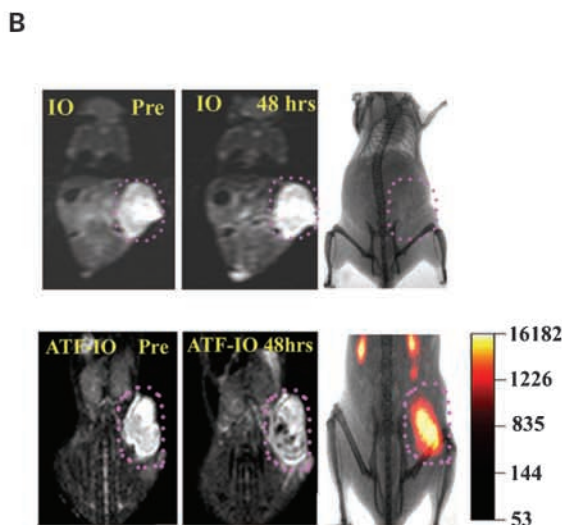 B
IO Pre
IO 48 hrs
ATF-IO Pre
ATF-IO 48hrs
16182
1226
835
144
53